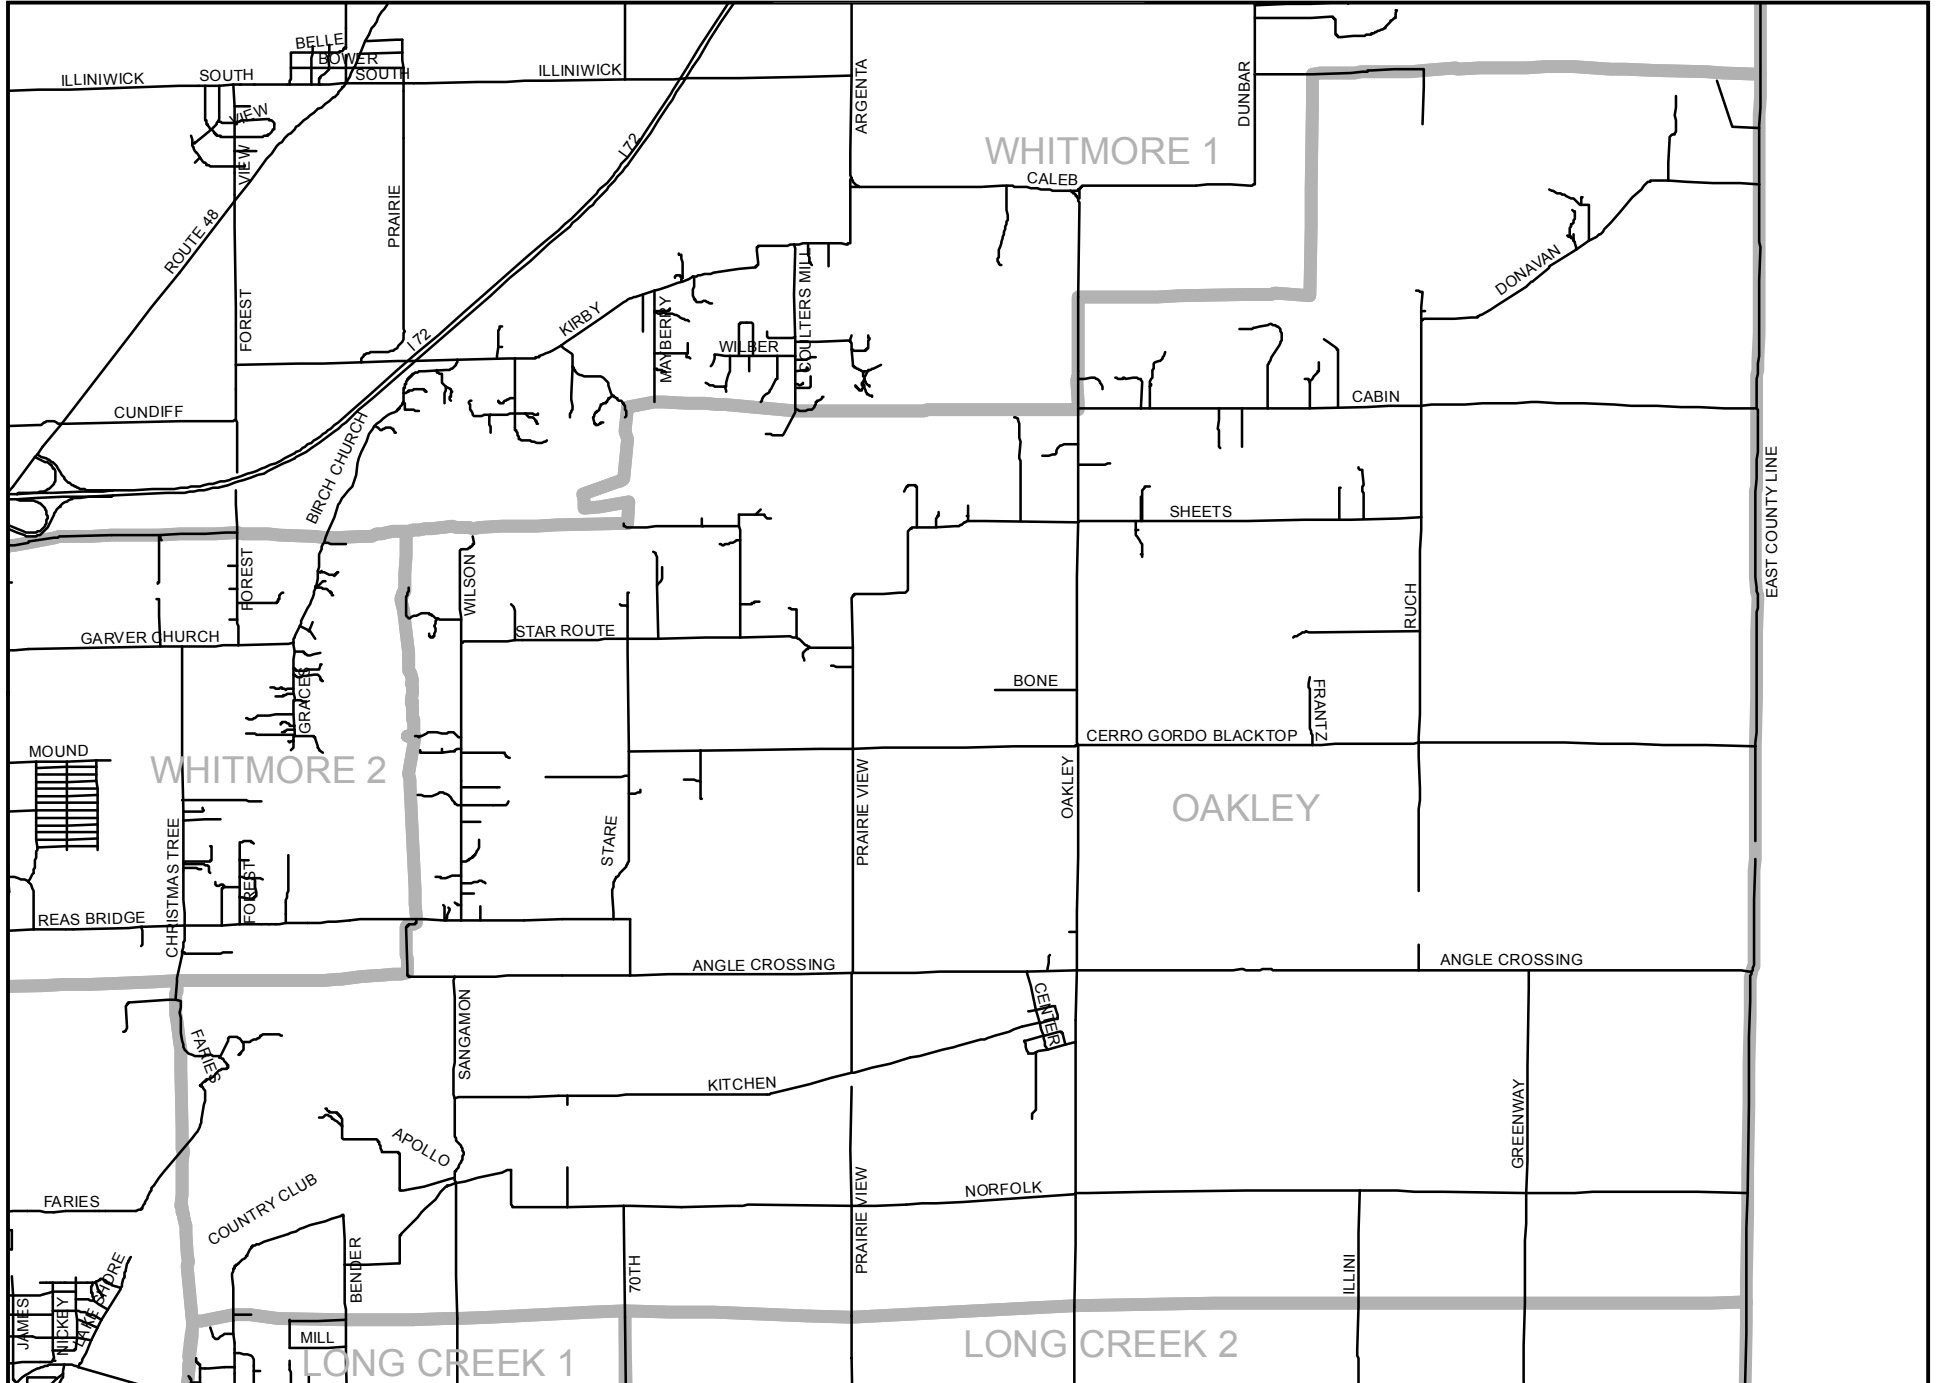 BELLE
BOWER
ILLINIWICK
SOUTH
SOUTH
ILLINIWICK
ARGENTA
DUNBAR
VIEW
VIEW
I 72
WHITMORE 1
CALEB
PRAIRIE
ROUTE 48
DONAVAN
FOREST
I 72
KIRBY
MAYBERRY
WILBER
COULTERS MILL
CUNDIFF
CABIN
BIRCH CHURCH
EAST COUNTY LINE
SHEETS
FOREST
WILSON
RUCH
GARVER CHURCH
STAR ROUTE
GRACES
BONE
FRANTZ
CERRO GORDO BLACKTOP
MOUND
WHITMORE 2
PRAIRIE VIEW
OAKLEY
OAKLEY
CHRISTMAS TREE
STARE
FOREST
REAS BRIDGE
ANGLE CROSSING
ANGLE CROSSING
SANGAMON
CENTER
FARIES
KITCHEN
GREENWAY
APOLLO
COUNTRY CLUB
FARIES
NORFOLK
PRAIRIE VIEW
BENDER
70TH
ILLINI
LAKE SHORE
JAMES
NICKEY
MILL
LONG CREEK 1
LONG CREEK 2